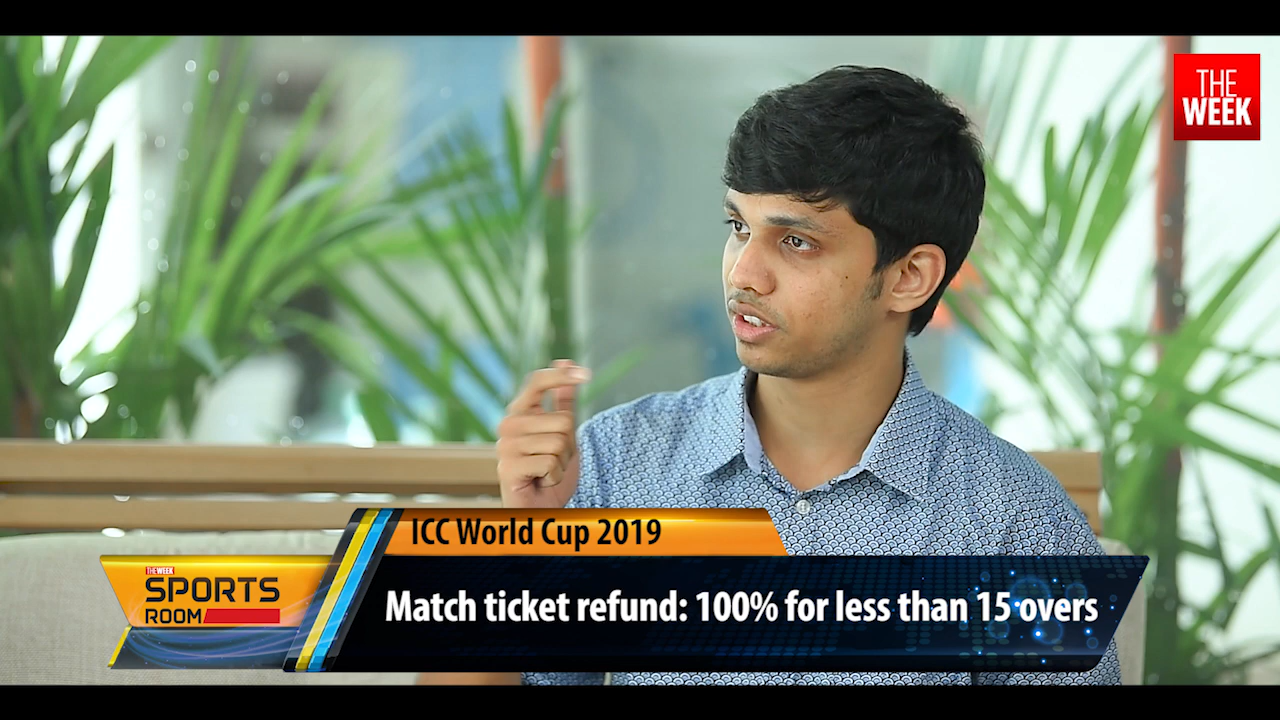 THE
WEEK
ICC World Cup 2019
THE WEEK
SPORTS
ROOM
Match ticket refund: 100% for less than 15 overs